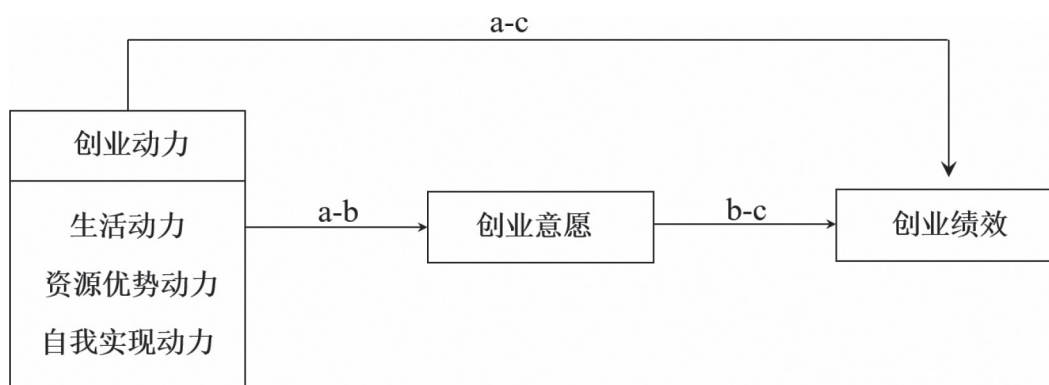 a-c
创业动力
生活动力
资源优势动力
自我实现动力
a-b
创业意愿
b-c
创业绩效